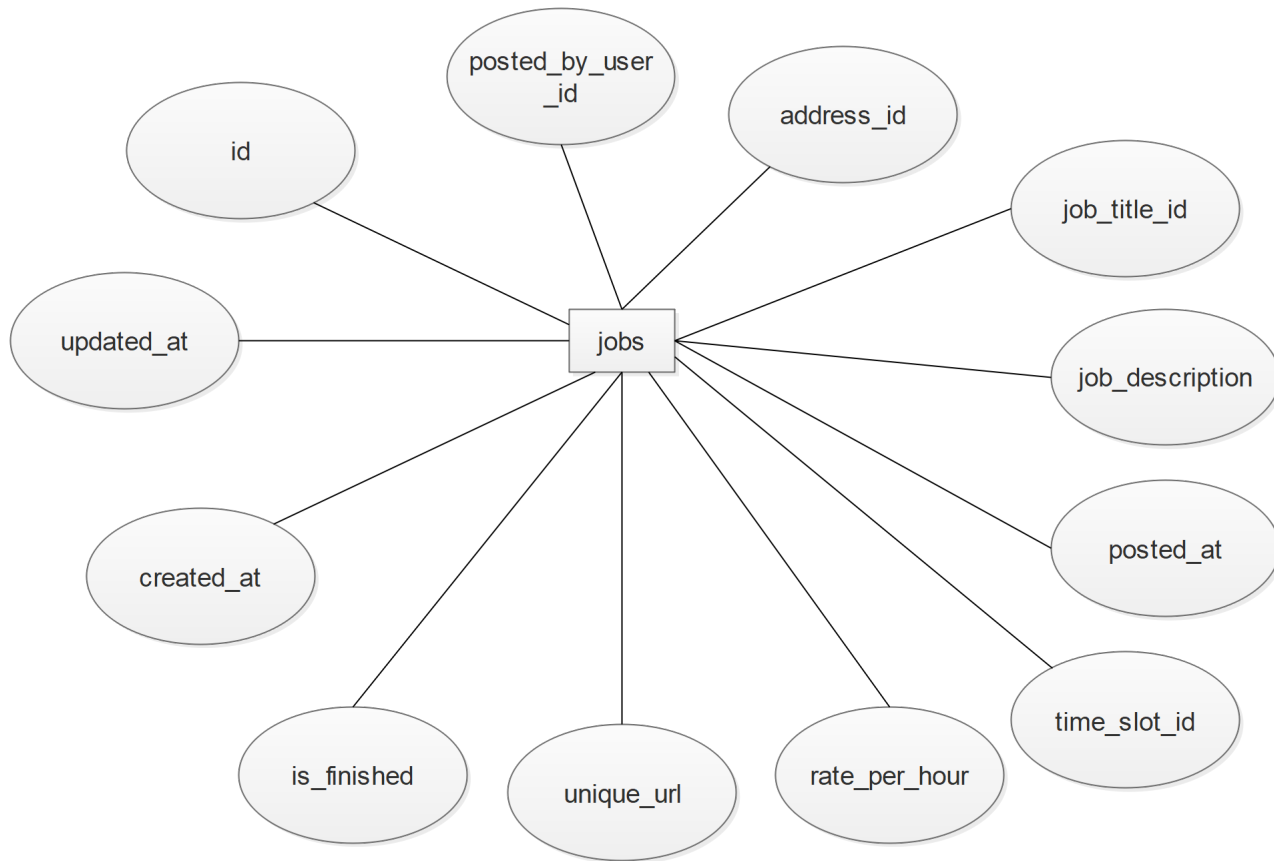 posted_by_user
_id
address_id
id
job_title_id
updated_at
jobs
job_description
posted_at
created_at
time_slot_id
is_finished
unique_url
rate_per_hour